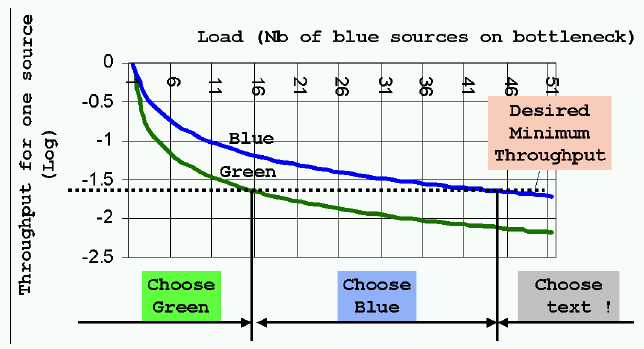 Load (Nb of blue sources on bottleneck)
Throughput for one source
(Log)
0
-0.5
-1
-1.5
-2
-2.5
1
6
11
16
21
26
31
36
41
46
51
Desired
Minimum
Throughput
Blue
Green
Choose
Green
Choose
Blue
Choose
text !